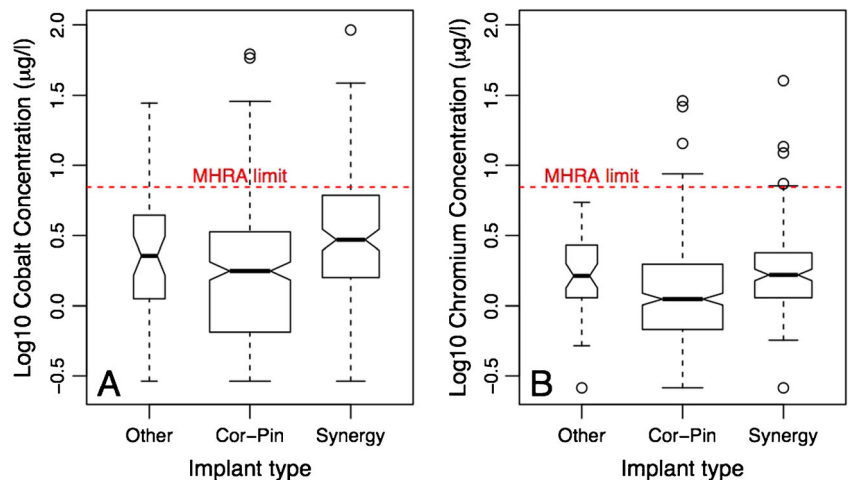 Log10 Cobalt Concentration (µg/l)
2.0
1.5
1.0
0.5
0.0
−0.5
MHRA limit
A
Other
Cor−Pin
Synergy
Implant type
Log10 Chromium Concentration (µg/l)
2.0
1.5
1.0
0.5
0.0
−0.5
MHRA limit
B
Other
Cor−Pin
Synergy
Implant type